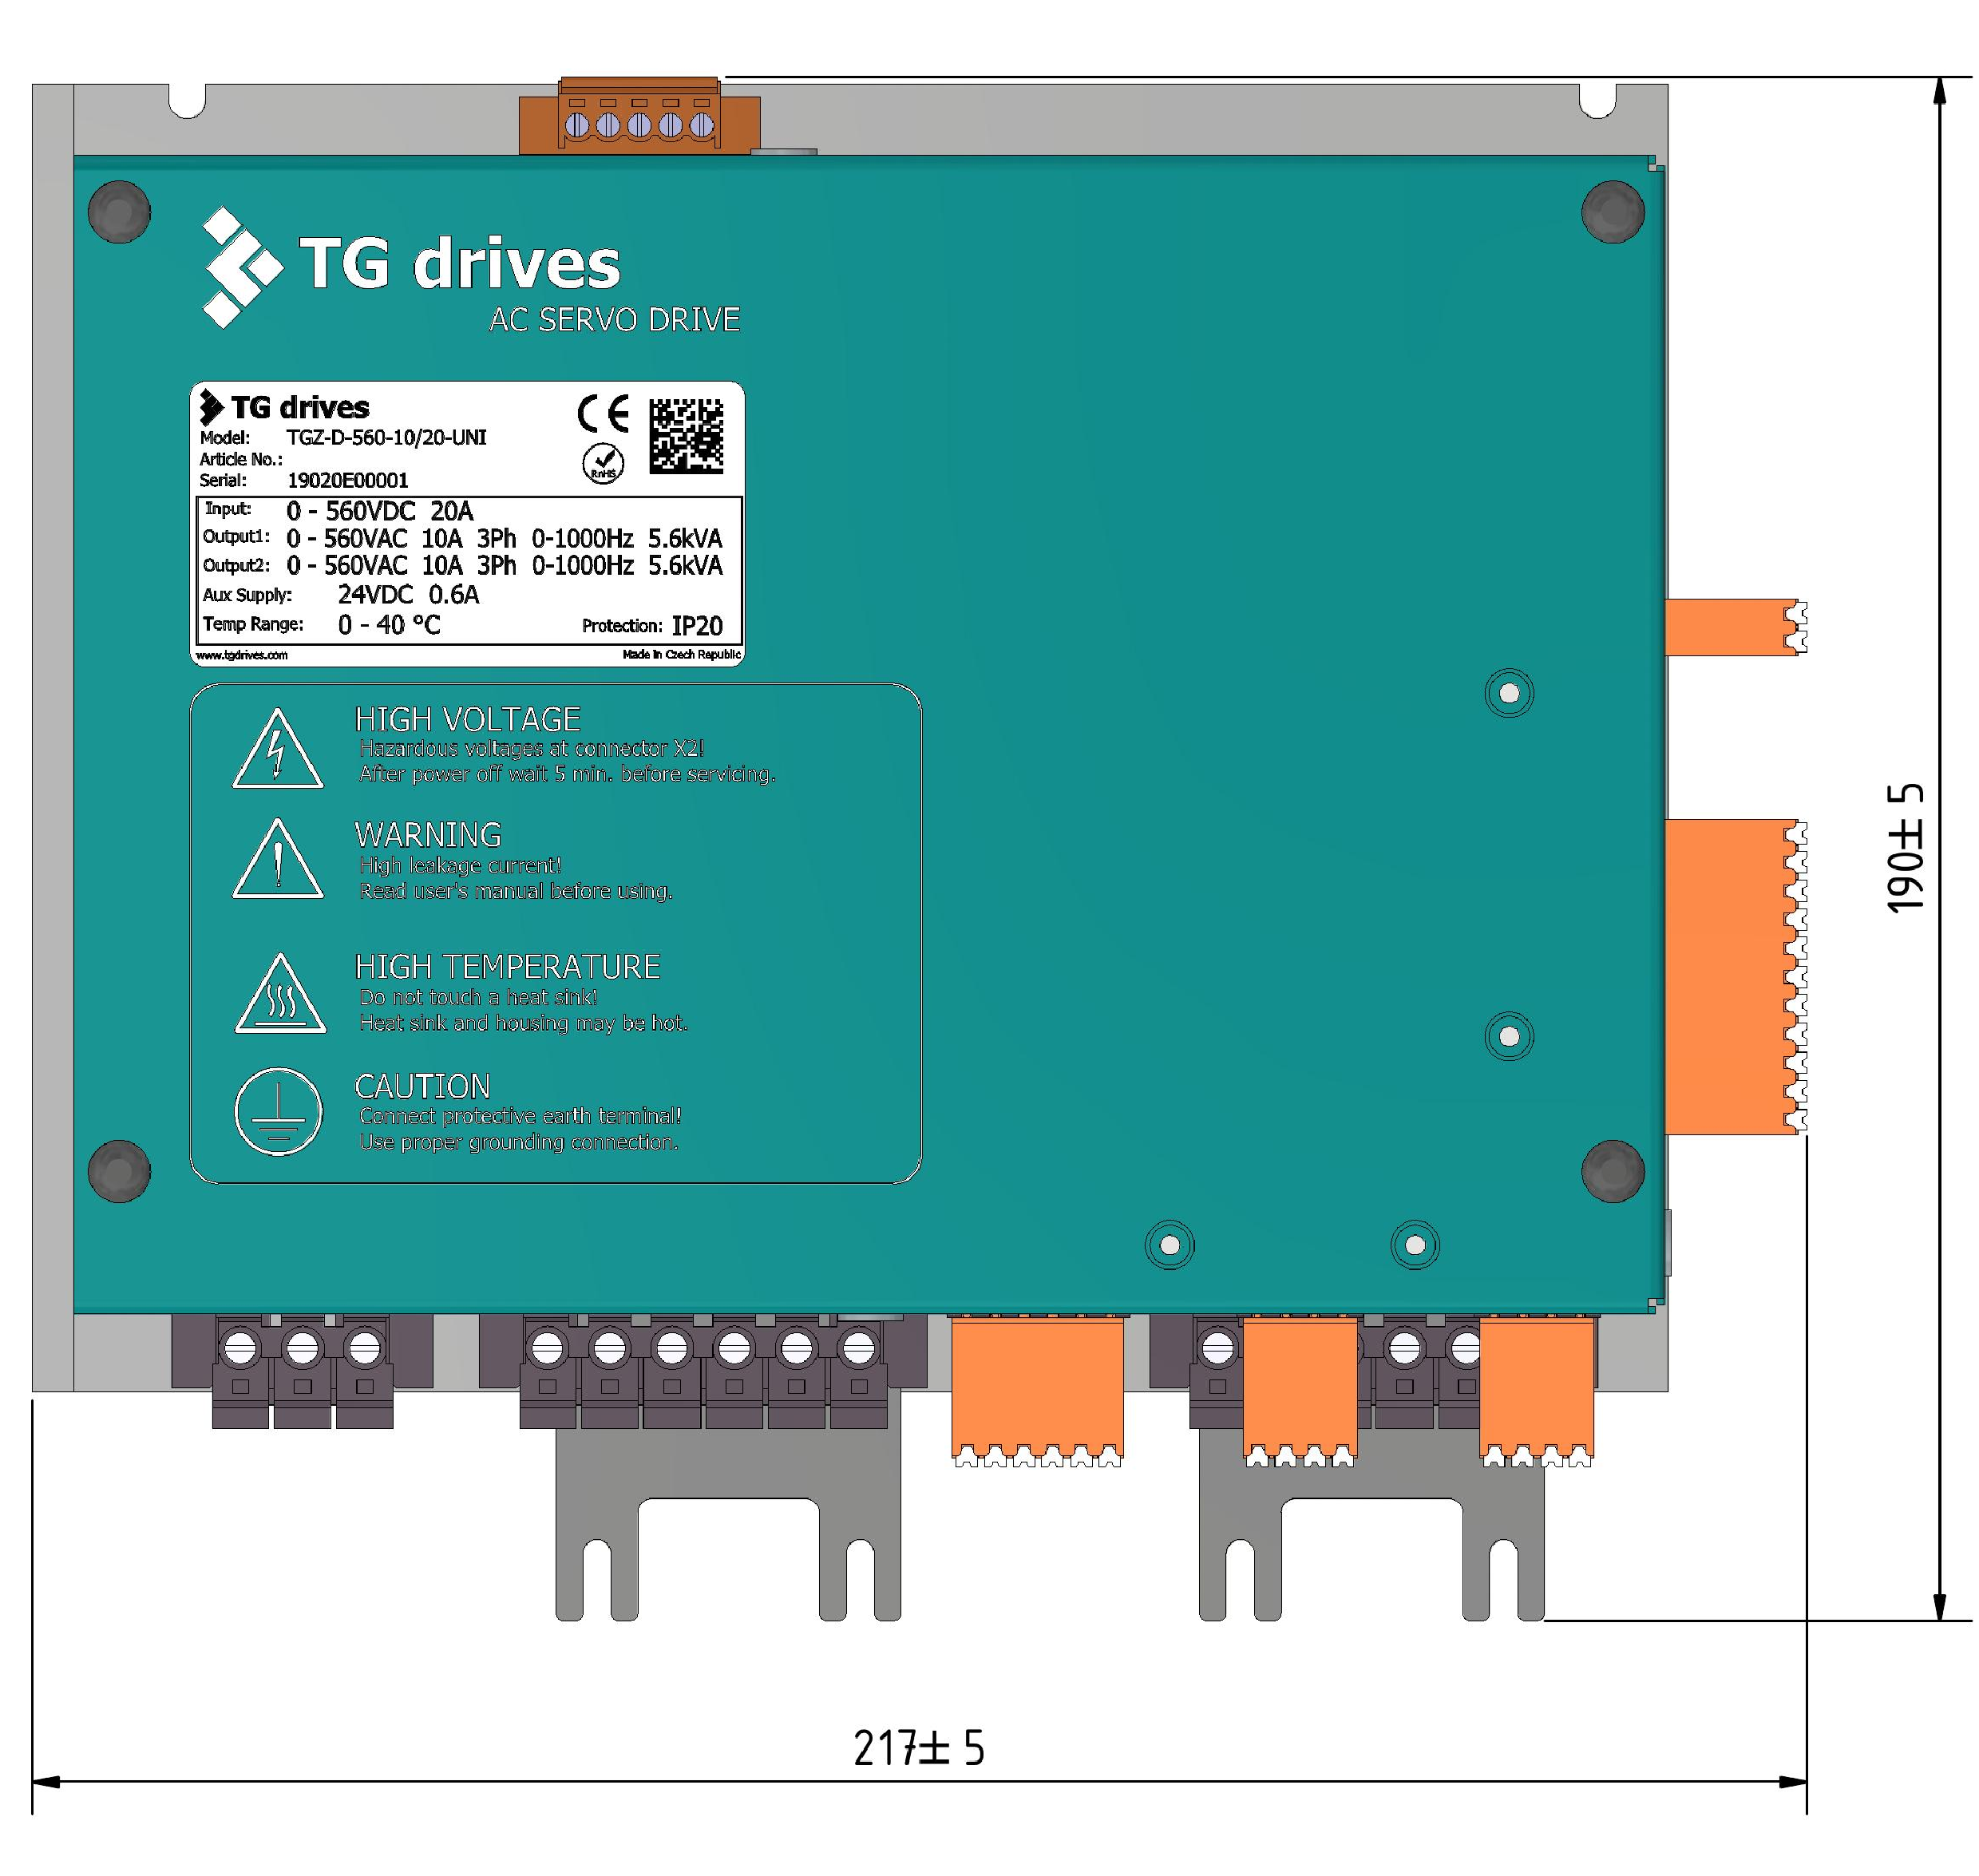 TG drives
AC SERVO DRIVE
TG drives
CE
Model: TGZ-D-560-10/20-UNI
Article No.:
RoHS
Serial: 19020E00001
Input: 0 - 560VDC 20A
Output1: 0 - 560VAC 10A 3Ph 0-1000Hz 5.6kVA
Output2: 0 - 560VAC 10A 3Ph 0-1000Hz 5.6kVA
Aux Supply: 24VDC 0.6A
Temp Range: 0 - 40 °C Protection: IP20
www.tgdrives.com Made in Czech Republic
HIGH VOLTAGE
Hazardous voltages at connector X2!
After power off wait 5 min. before servicing.
WARNING
High leakage current!
Read user's manual before using.
HIGH TEMPERATURE
Do not touch a heat sink!
Heat sink and housing may be hot.
CAUTION
Connect protective earth terminal!
Use proper grounding connection.
190± 5
217± 5